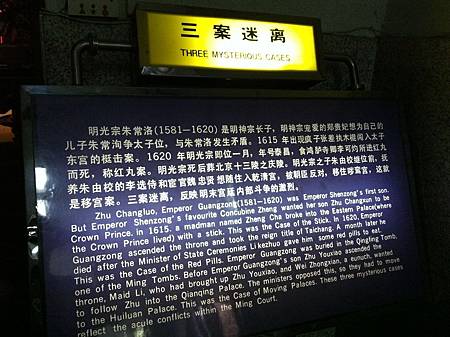 三案迷离
THREE MYSTERIOUS CASES
明光宗朱常洛(1581—1620)是明神宗长子，明神宗宠爱的郑贵妃想为自己的
儿子朱常洵争太子位，与朱常洛发生矛盾。1615年出现疯子张差执木棍闯入太子
东宫的梃击案。1620年明光宗即位一月，年号泰昌，食鸿胪寺卿李可灼所进红丸
而死，称红丸案。明光宗死后葬北京十三陵之庆陵。明光宗之子朱由校继位前，抚
养朱由校的李选侍和宦官魏忠贤想随住入乾清宫，被朝臣反对，移住哕鸾宫，这就
是移宫案。三案迷离，反映明末宫廷内部斗争的激烈。
Zhu Changluo, Emperor Guangzong(1581-1620) was Emperor Shenzong's first son.
But Emperor Shenzong's favourite Concubine Zheng wanted her son Zhu Changxun to be
Crown Prince. In 1615, a madman named Zheng Cha broke into the Eastern Palace(where
the Crown Prince lived) with a stick. This was the Case of the Stick. In 1620, Emperor
Guangzong ascended the throne and took the reign title of Taichang. A month later he
died after the Minister of State Ceremonies Li kezhuo gave him some red pills to eat.
This was the Case of the Red Pills. Emperor Guangzong was buried in the Qingling Tomb,
one of the Ming Tombs. Before Emperor Guangzong's son Zhu Youxiao ascended the
throne, Maid Li, who had brought up Zhu Youxiao, and Wei Zhongxian, a eunuch, wanted
to follow Zhu into the Qianqing Palace. The ministers opposed this, so they had to move
to the Huiluan Palace. This was the Case of Moving Palaces. These three mysterious cases
reflect the acute conflicts within the Ming Court.